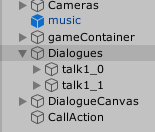 Cameras
music
gameContainer
Dialogues
talk1_0
talk1_1
DialogueCanvas
CallAction